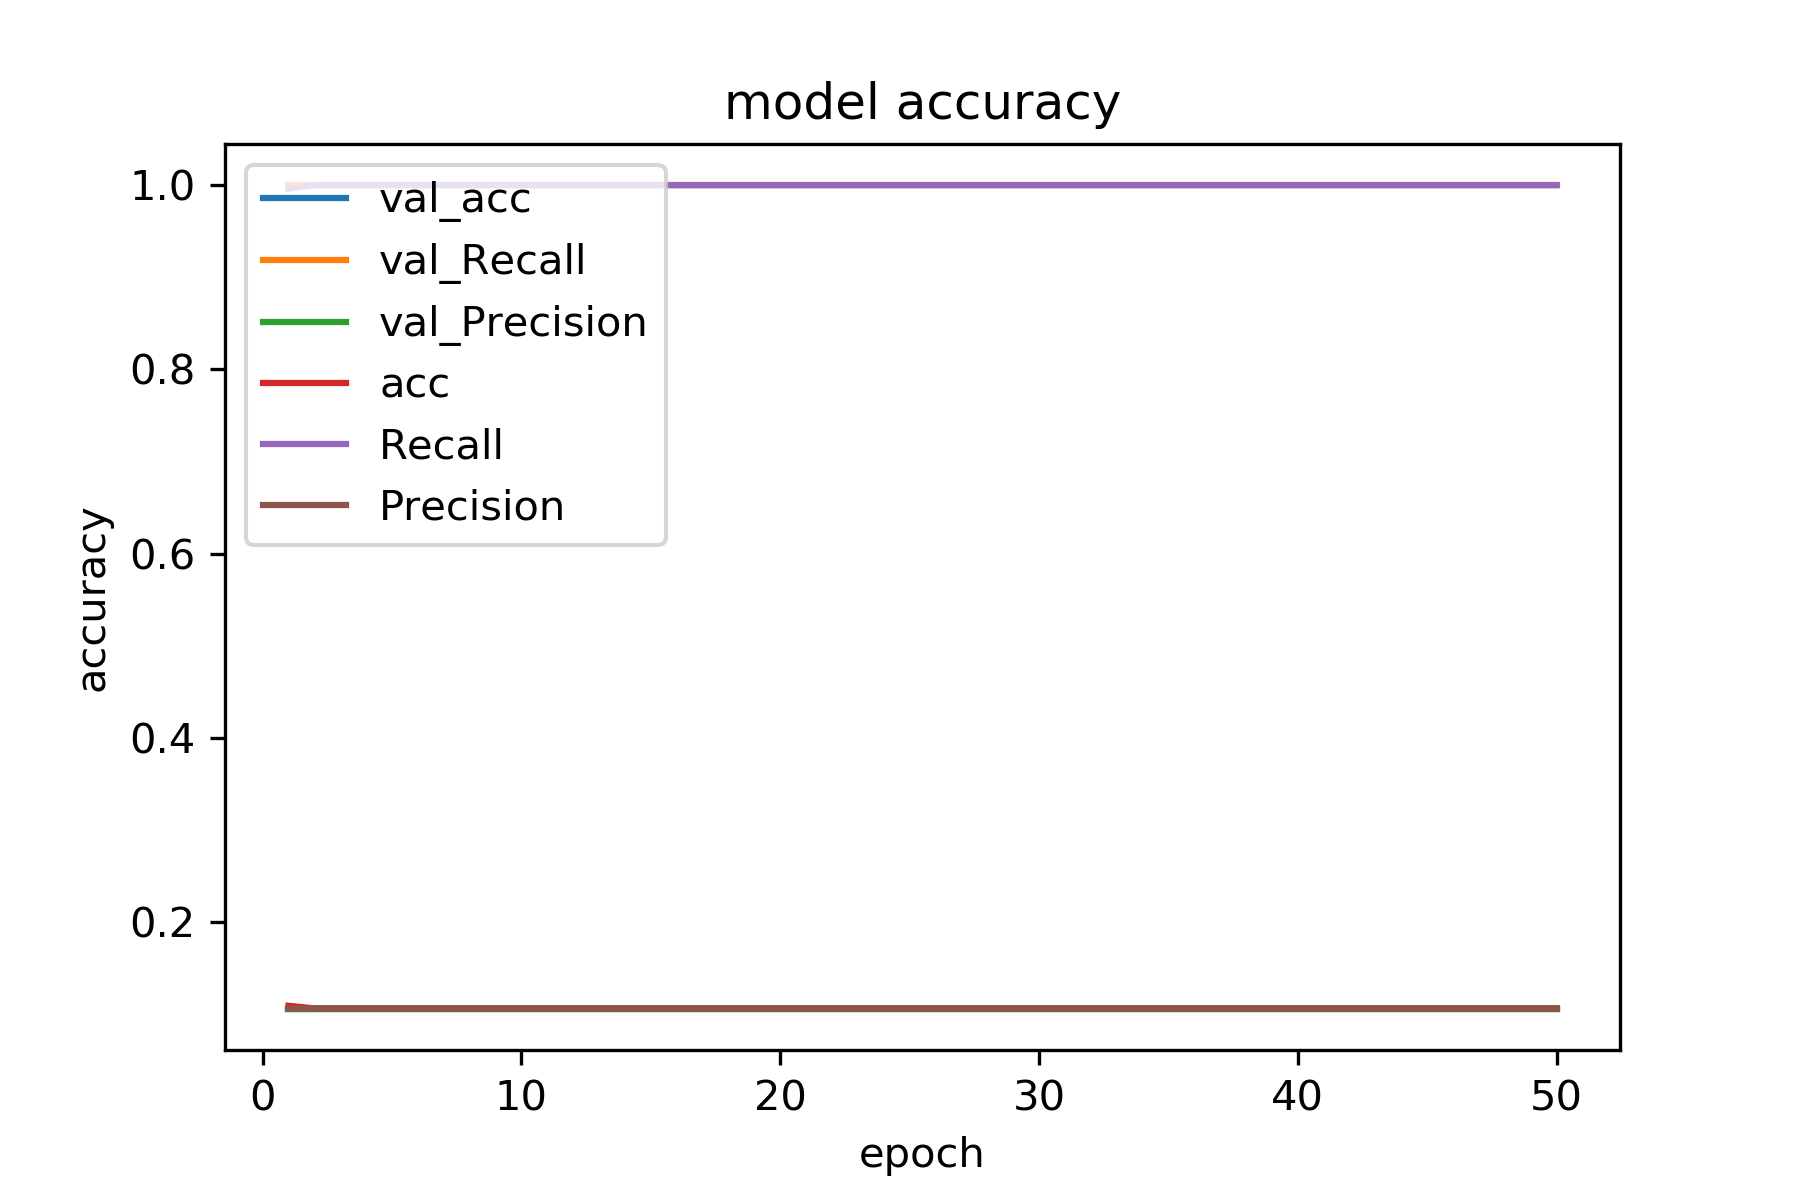 model accuracy
1.0
0.8
0.6
0.4
0.2
accuracy
val_acc
val_Recall
val_Precision
acc
Recall
Precision
0 10 20 30 40 50
epoch